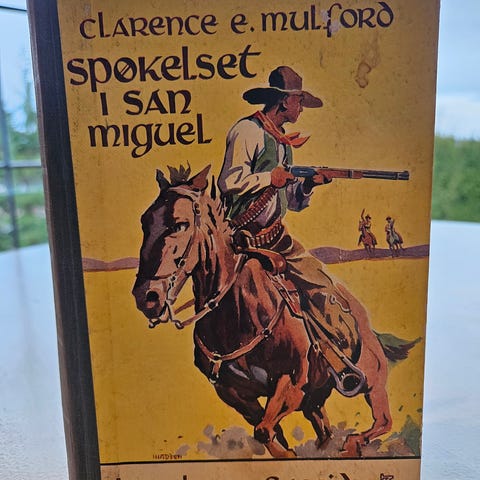 clarence e. mulford
spøkelset
i san
miguel